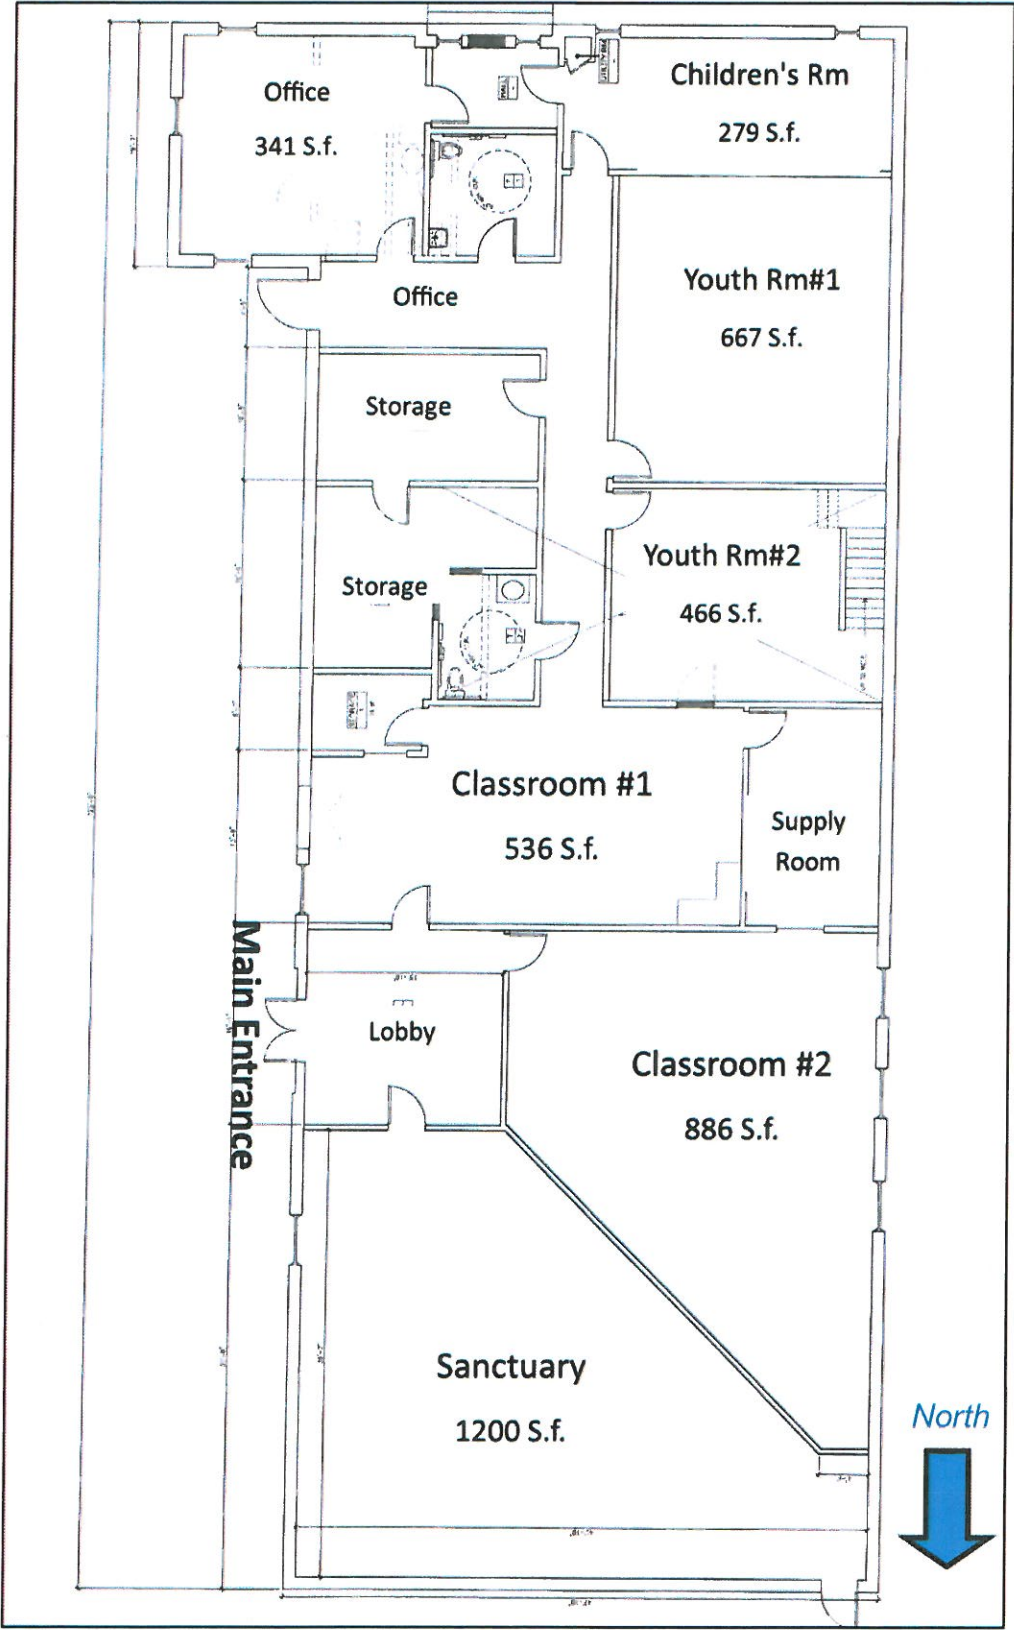 Office
341 S.f.
HALL
Children's Rm
279 S.f.
Office
Youth Rm#1
667 S.f.
Storage
Youth Rm#2
466 S.f.
Storage
Classroom #1
536 S.f.
Supply
Room
Main Entrance
Lobby
Classroom #2
886 S.f.
Sanctuary
1200 S.f.
North